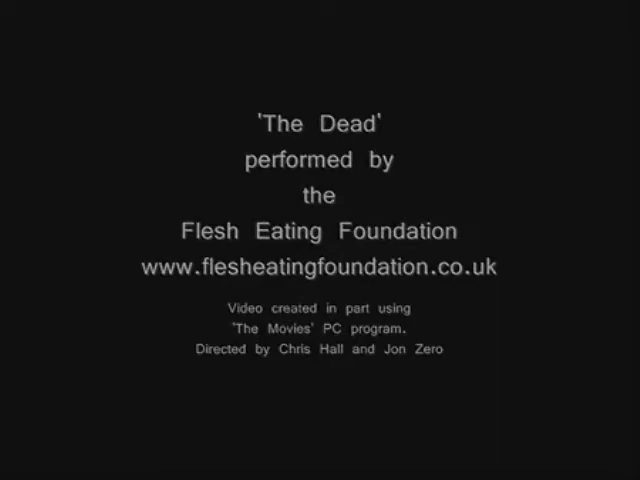 'The Dead'
performed by
the
Flesh Eating Foundation
www.flesheatingfoundation.co.uk
Video created in part using
'The Movies' PC program.
Directed by Chris Hall and Jon Zero